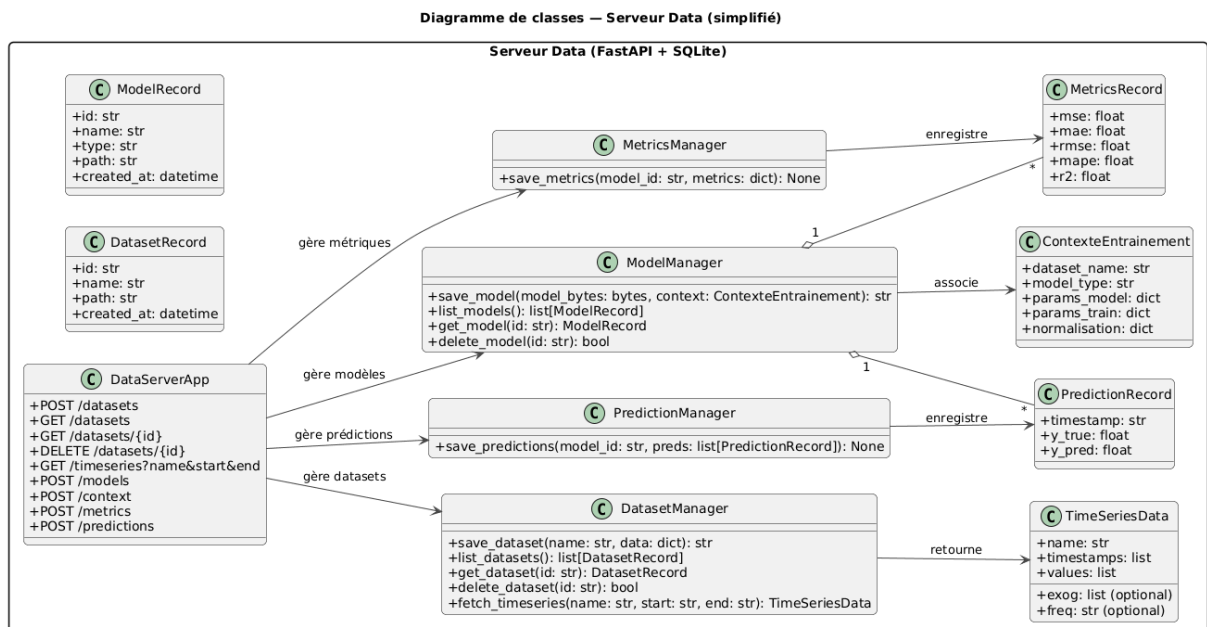 Diagramme de classes — Serveur Data (simplifié)
Serveur Data (FastAPI + SQLite)
C ModelRecord
+id: str
+name: str
+type: str
+path: str
+created_at: datetime
C DatasetRecord
+id: str
+name: str
+path: str
+created_at: datetime
C DataServerApp
+POST /datasets
+GET /datasets
+GET /datasets/{id}
+DELETE /datasets/{id}
+GET /timeseries?name&start&end
+POST /models
+POST /context
+POST /metrics
+POST /predictions
gère métriques
gère modèles
gère prédictions
gère datasets
C MetricsManager
+save_metrics(model_id: str, metrics: dict): None
C ModelManager
+save_model(model_bytes: bytes, context: ContexteEntrainement): str
+list_models(): list[ModelRecord]
+get_model(id: str): ModelRecord
+delete_model(id: str): bool
C PredictionManager
+save_predictions(model_id: str, preds: list[PredictionRecord]): None
C DatasetManager
+save_dataset(name: str, data: dict): str
+list_datasets(): list[DatasetRecord]
+get_dataset(id: str): DatasetRecord
+delete_dataset(id: str): bool
+fetch_timeseries(name: str, start: str, end: str): TimeSeriesData
enregistre
1
*
associe
1
*
enregistre
retourne
C MetricsRecord
+mse: float
+mae: float
+rmse: float
+mape: float
+r2: float
C ContexteEntrainement
+dataset_name: str
+model_type: str
+params_model: dict
+params_train: dict
+normalisation: dict
C PredictionRecord
+timestamp: str
+y_true: float
+y_pred: float
C TimeSeriesData
+name: str
+timestamps: list
+values: list
+exog: list (optional)
+freq: str (optional)